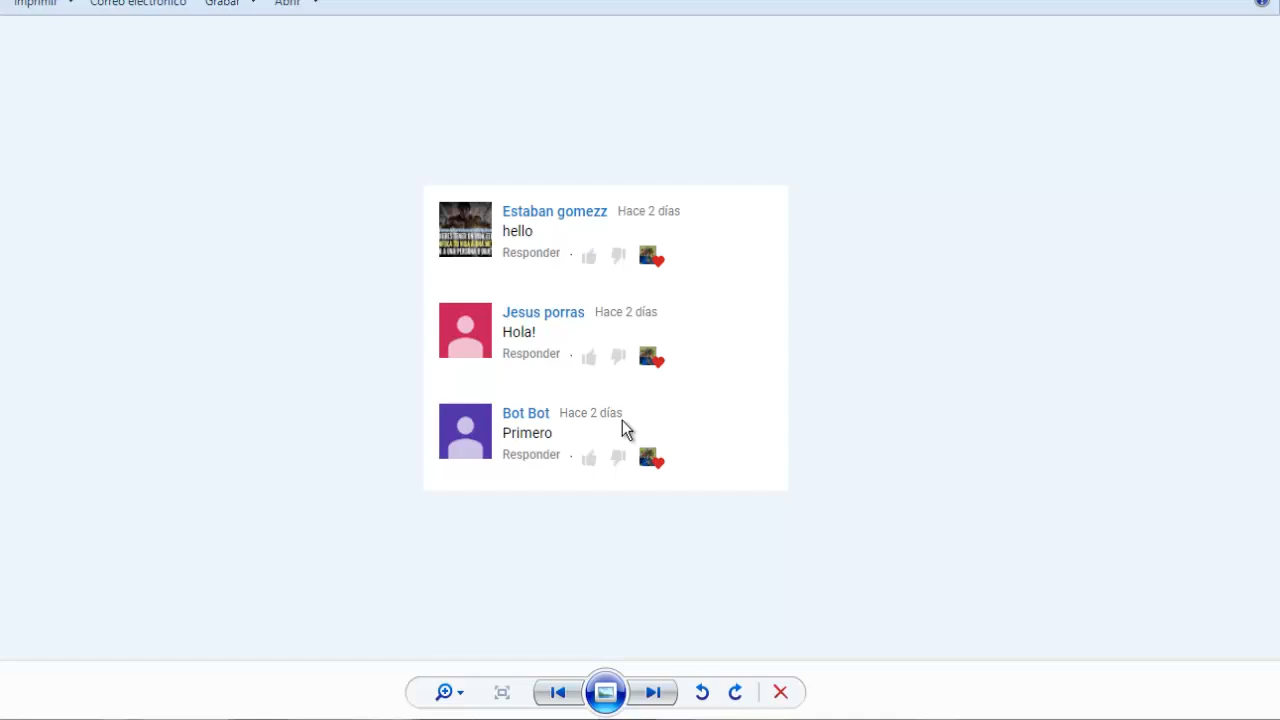 Imprimir Correo electrónico Grabar Abrir
Estaban gomezz Hace 2 días
hello
Responder
Jesus porras Hace 2 días
Hola!
Responder
Bot Bot Hace 2 días
Primero
Responder